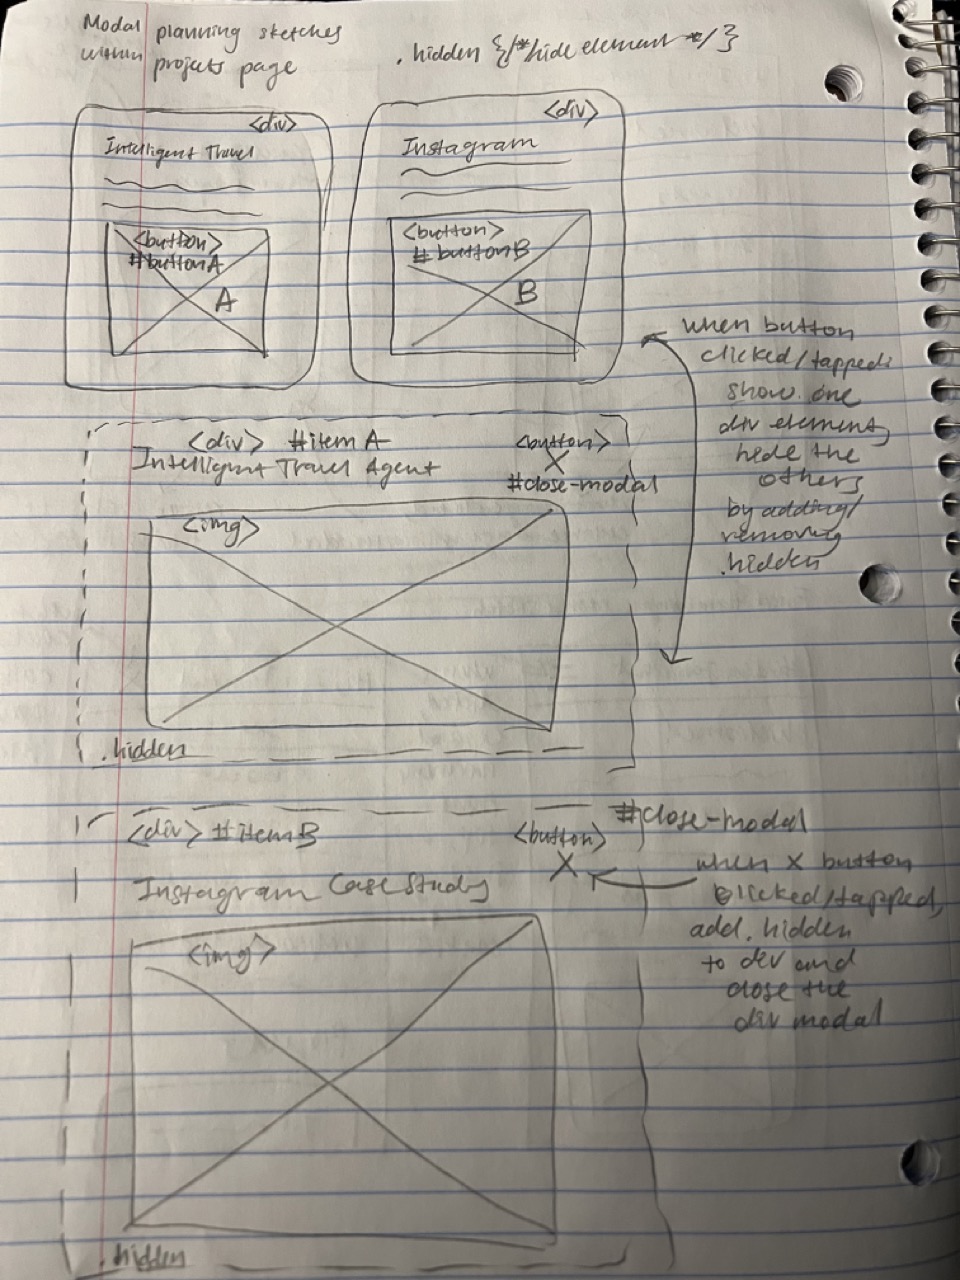 Modal planning sketches
within projects page
.hidden {/*hide element */}
<div>
Intelligent Travel
<button>
#buttonA
A
<div>
Instagram
<button>
#buttonB
B
when button
clicked/tapped:
show one
div element,
hide the
others
by adding/
removing
.hidden
<div> #itemA
Intelligent Travel Agent
<button>
X
#close-modal
<img>
.hidden
<div> #itemB
<button>
#close-modal
X
Instagram Case Study
<img>
when X button
clicked/tapped,
add .hidden
to dev and
close the
div modal
.hidden